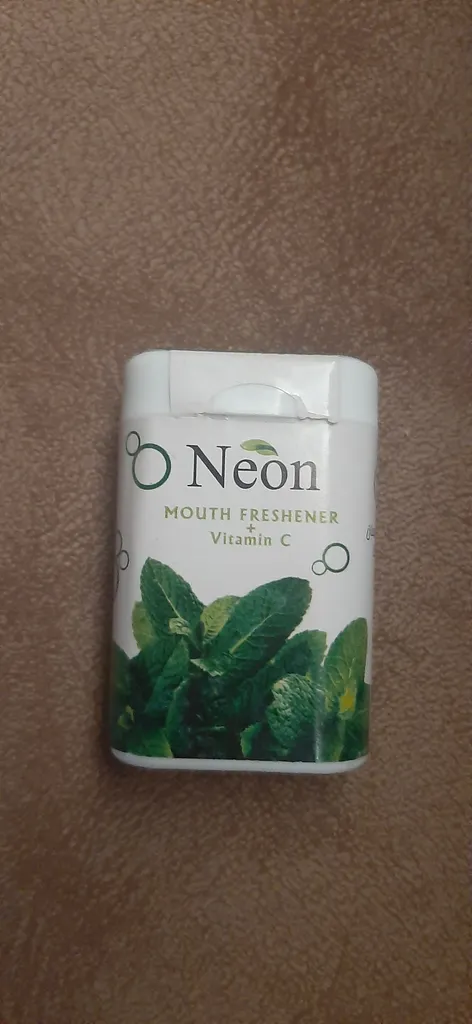 Neon
MOUTH FRESHENER
+
Vitamin C